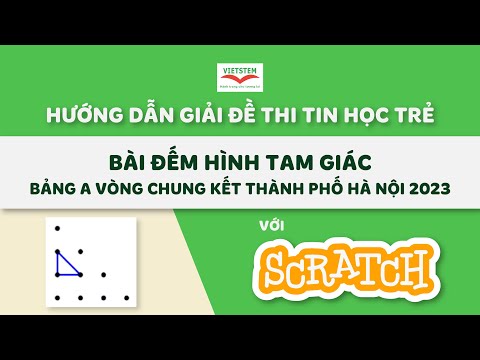 VIETSTEM
HƯỚNG DẪN GIẢI ĐỀ THI TIN HỌC TRẺ
BÀI ĐẾM HÌNH TAM GIÁC
BẢNG A VÒNG CHUNG KẾT THÀNH PHỐ HÀ NỘI 2023
VỚI
SCRATCH